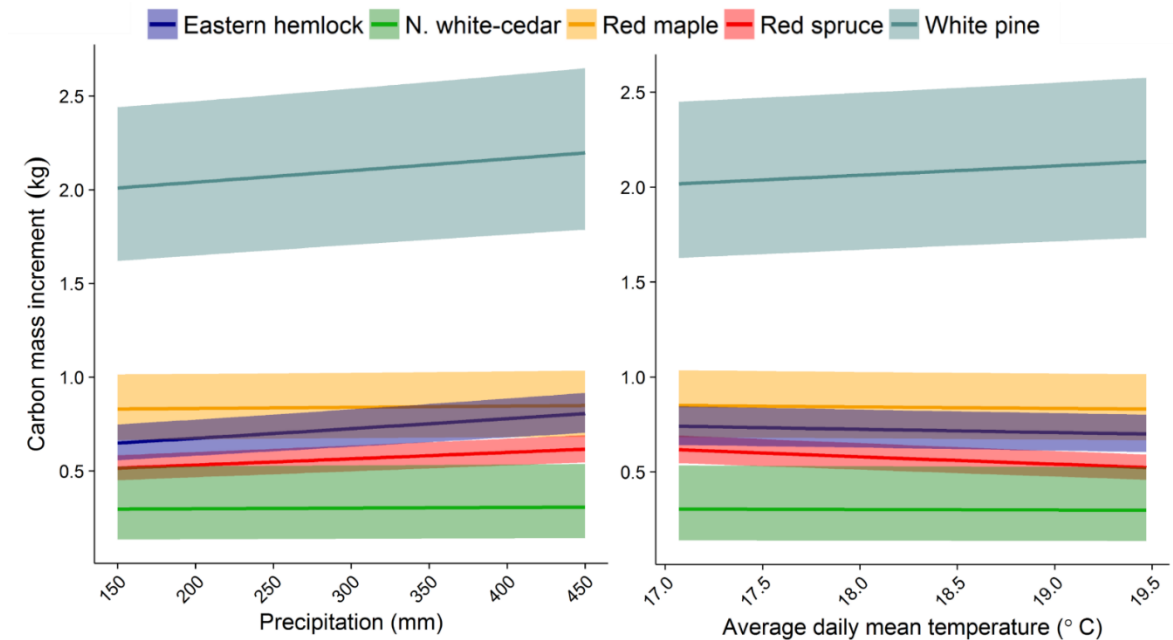 Eastern hemlock N. white-cedar Red maple Red spruce White pine
Carbon mass increment (kg)
2.5
2.0
1.5
1.0
0.5
150 200 250 300 350 400 450
Precipitation (mm)
2.5
2.0
1.5
1.0
0.5
17.0 17.5 18.0 18.5 19.0 19.5
Average daily mean temperature (° C)